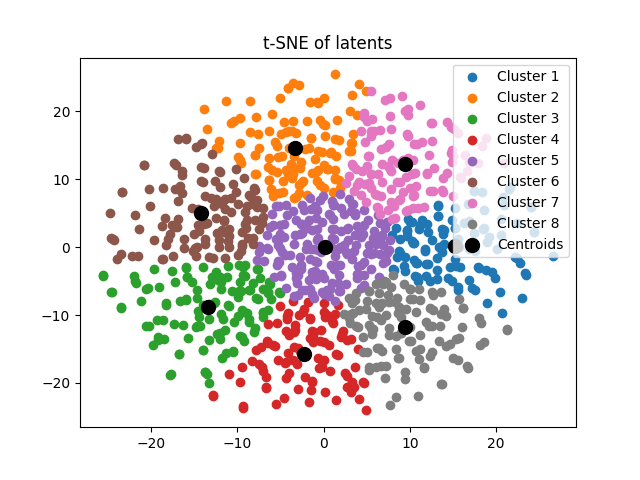 t-SNE of latents
Cluster 1
Cluster 2
Cluster 3
Cluster 4
Cluster 5
Cluster 6
Cluster 7
Cluster 8
Centroids
20
10
0
−10
−20
−20
−10
0
10
20